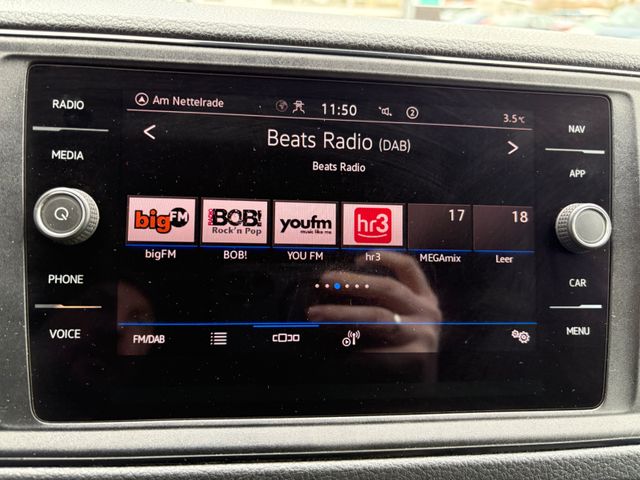 RADIO
MEDIA
PHONE
VOICE
Am Nettelrade
11:50
2
3.5°C
Beats Radio (DAB)
Beats Radio
bigFM
RADIO BOB!
Rock'n Pop
youfm
music like me
hr3
17
18
bigFM
BOB!
YOU FM
hr3
MEGAmix
Leer
FM/DAB
NAV
APP
CAR
MENU